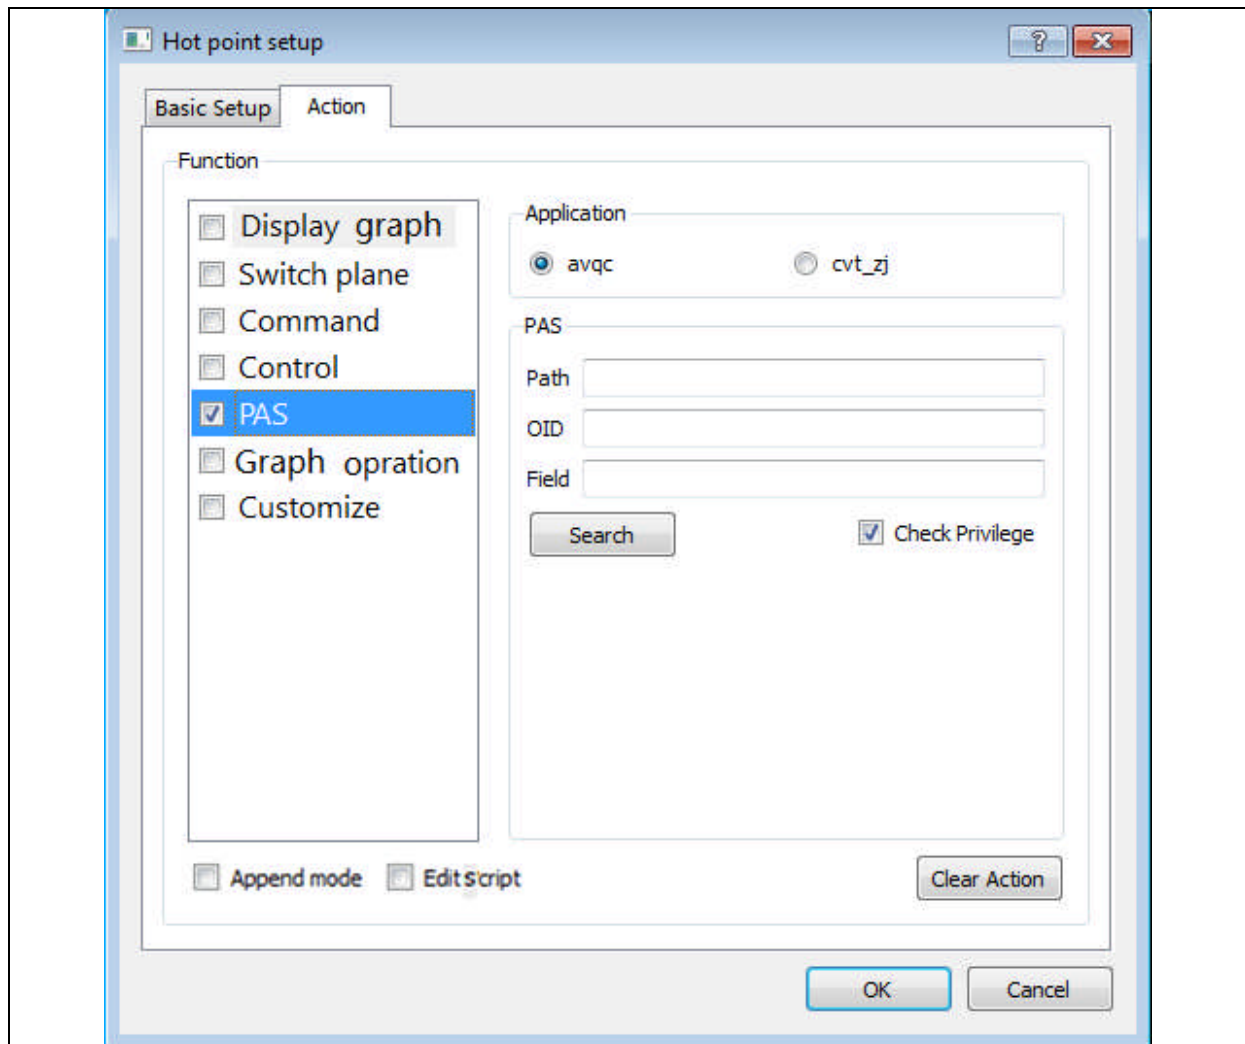 Hot point setup
Basic Setup Action
Function
Display graph
Switch plane
Command
Control
PAS
Graph opration
Customize
Application
avqc cvt_zj
PAS
Path
OID
Field
Search Check Privilege
Append mode Edit script Clear Action
OK Cancel